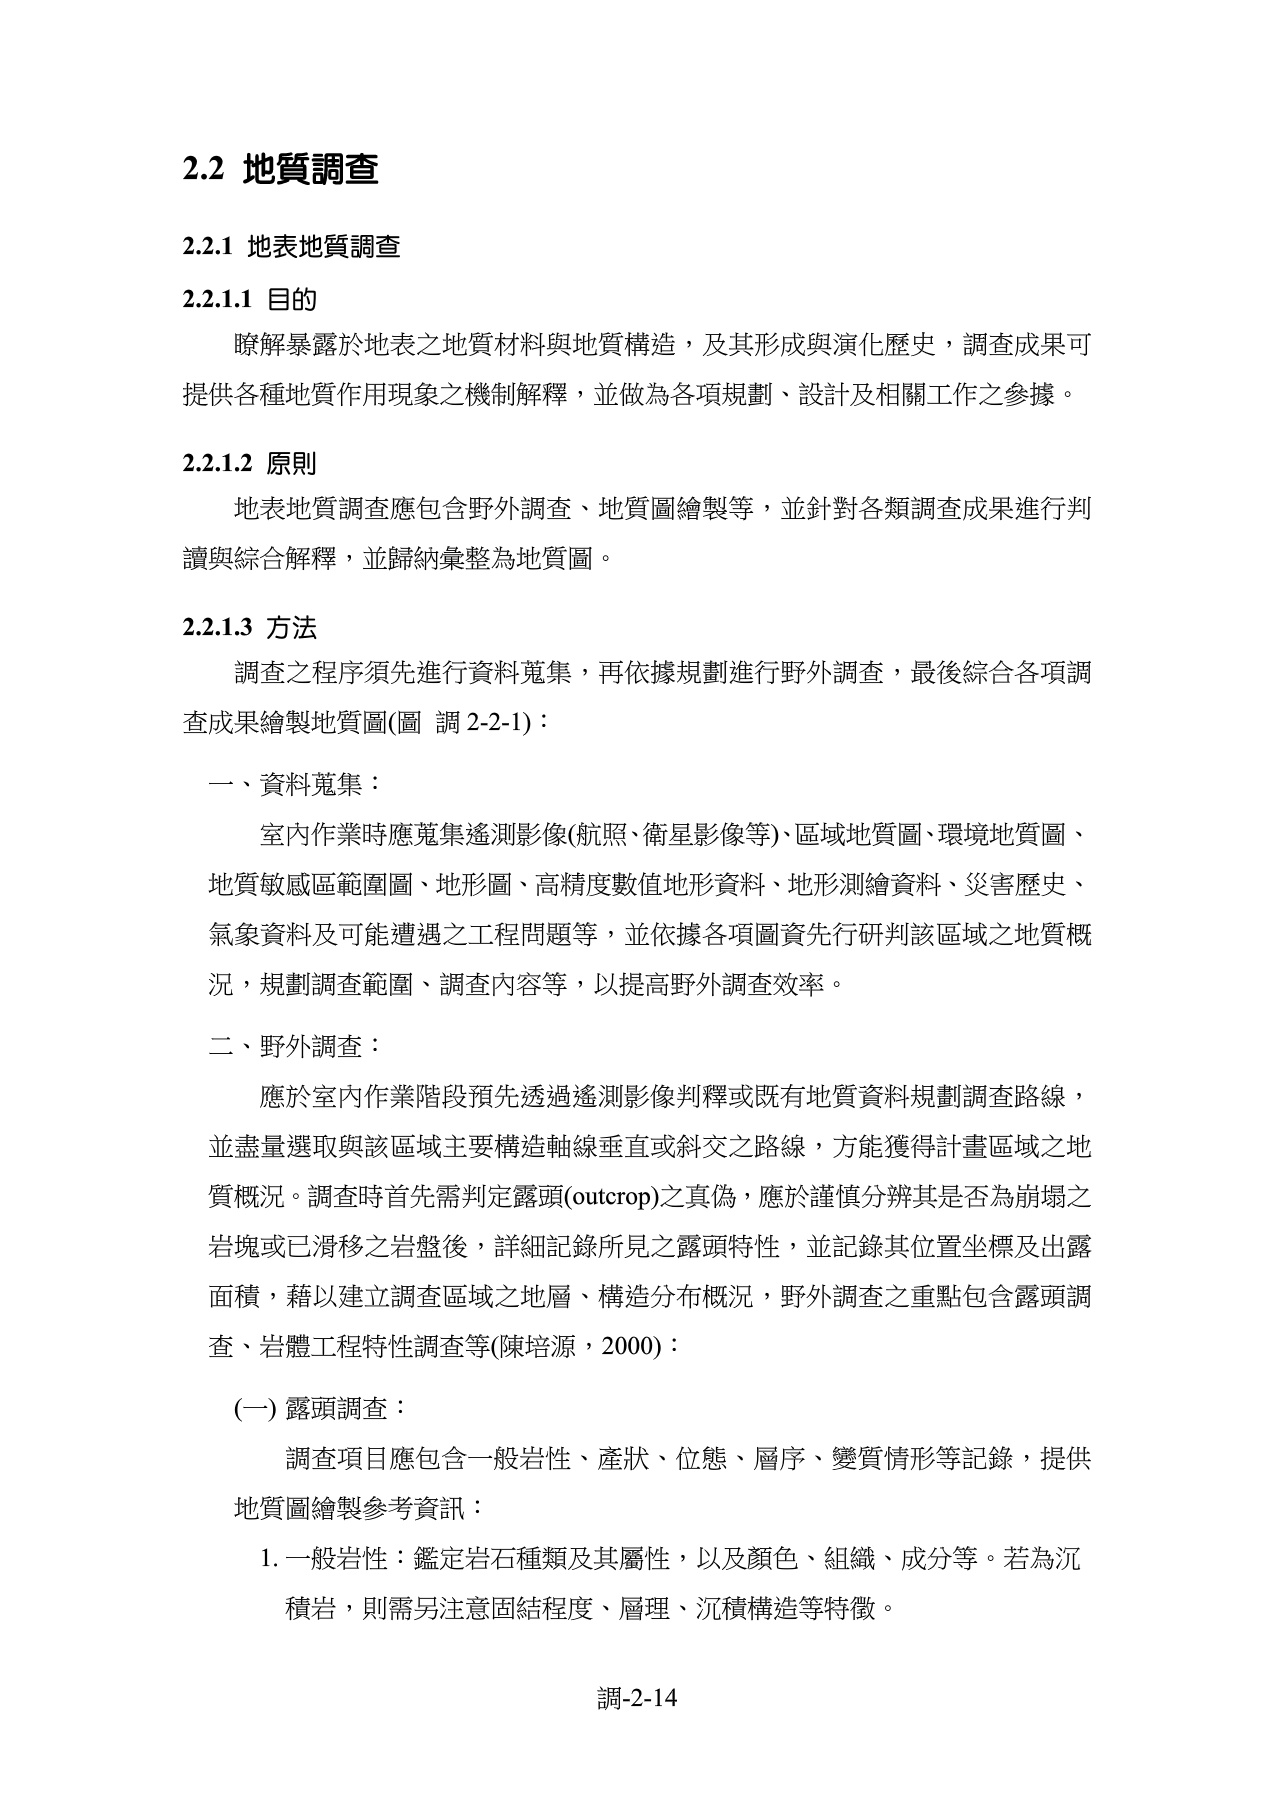 2.2 地質調查
2.2.1 地表地質調查
2.2.1.1 目的
瞭解暴露於地表之地質材料與地質構造，及其形成與演化歷史，調查成果可
提供各種地質作用現象之機制解釋，並做為各項規劃、設計及相關工作之參據。
2.2.1.2 原則
地表地質調查應包含野外調查、地質圖繪製等，並針對各類調查成果進行判
讀與綜合解釋，並歸納彙整為地質圖。
2.2.1.3 方法
調查之程序須先進行資料蒐集，再依據規劃進行野外調查，最後綜合各項調
查成果繪製地質圖(圖 調 2-2-1)：
一、資料蒐集：
室內作業時應蒐集遙測影像(航照、衛星影像等)、區域地質圖、環境地質圖、
地質敏感區範圍圖、地形圖、高精度數值地形資料、地形測繪資料、災害歷史、
氣象資料及可能遭遇之工程問題等，並依據各項圖資先行研判該區域之地質概
況，規劃調查範圍、調查內容等，以提高野外調查效率。
二、野外調查：
應於室內作業階段預先透過遙測影像判釋或既有地質資料規劃調查路線，
並盡量選取與該區域主要構造軸線垂直或斜交之路線，方能獲得計畫區域之地
質概況。調查時首先需判定露頭(outcrop)之真偽，應於謹慎分辨其是否為崩塌之
岩塊或已滑移之岩盤後，詳細記錄所見之露頭特性，並記錄其位置坐標及出露
面積，藉以建立調查區域之地層、構造分布概況，野外調查之重點包含露頭調
查、岩體工程特性調查等(陳培源，2000)：
(一) 露頭調查：
調查項目應包含一般岩性、產狀、位態、層序、變質情形等記錄，提供
地質圖繪製參考資訊：
1. 一般岩性：鑑定岩石種類及其屬性，以及顏色、組織、成分等。若為沉
積岩，則需另注意固結程度、層理、沉積構造等特徵。
調-2-14